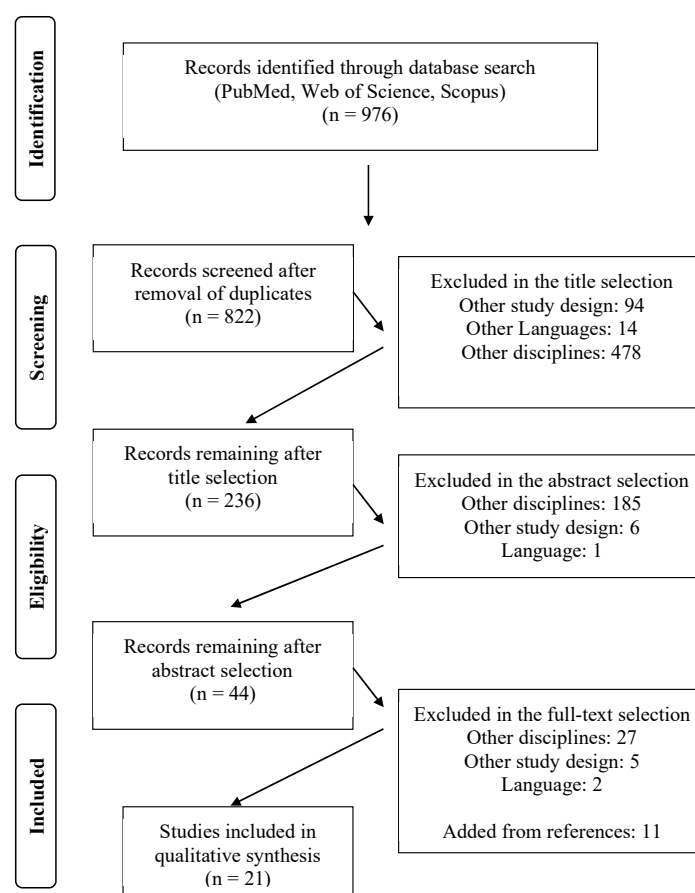 Identification
Records identified through database search
(PubMed, Web of Science, Scopus)
(n = 976)
Screening
Records screened after
removal of duplicates
(n = 822)
Excluded in the title selection
Other study design: 94
Other Languages: 14
Other disciplines: 478
Records remaining after
title selection
(n = 236)
Excluded in the abstract selection
Other disciplines: 185
Other study design: 6
Language: 1
Eligibility
Records remaining after
abstract selection
(n = 44)
Excluded in the full-text selection
Other disciplines: 27
Other study design: 5
Language: 2
Added from references: 11
Included
Studies included in
qualitative synthesis
(n = 21)